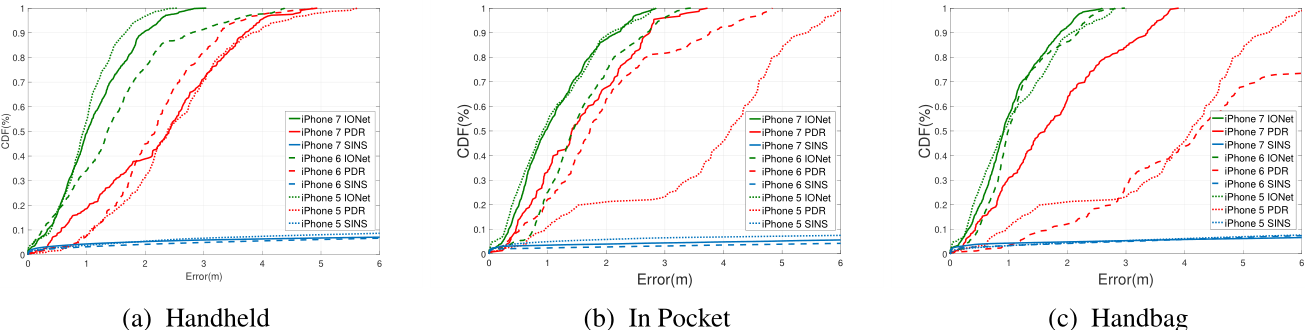 1
0.9
0.8
0.7
0.6
0.5
0.4
0.3
0.2
0.1
0
CDF(%)
0 1 2 3 4 5 6
Error(m)
iPhone 7 IONet
iPhone 7 PDR
iPhone 7 SINS
iPhone 6 IONet
iPhone 6 PDR
iPhone 6 SINS
iPhone 5 IONet
iPhone 5 PDR
iPhone 5 SINS
(a) Handheld
1
0.9
0.8
0.7
0.6
0.5
0.4
0.3
0.2
0.1
0
CDF(%)
0 1 2 3 4 5 6
Error(m)
iPhone 7 IONet
iPhone 7 PDR
iPhone 7 SINS
iPhone 6 IONet
iPhone 6 PDR
iPhone 6 SINS
iPhone 5 IONet
iPhone 5 PDR
iPhone 5 SINS
(b) In Pocket
1
0.9
0.8
0.7
0.6
0.5
0.4
0.3
0.2
0.1
0
CDF(%)
0 1 2 3 4 5 6
Error(m)
iPhone 7 IONet
iPhone 7 PDR
iPhone 7 SINS
iPhone 6 IONet
iPhone 6 PDR
iPhone 6 SINS
iPhone 5 IONet
iPhone 5 PDR
iPhone 5 SINS
(c) Handbag